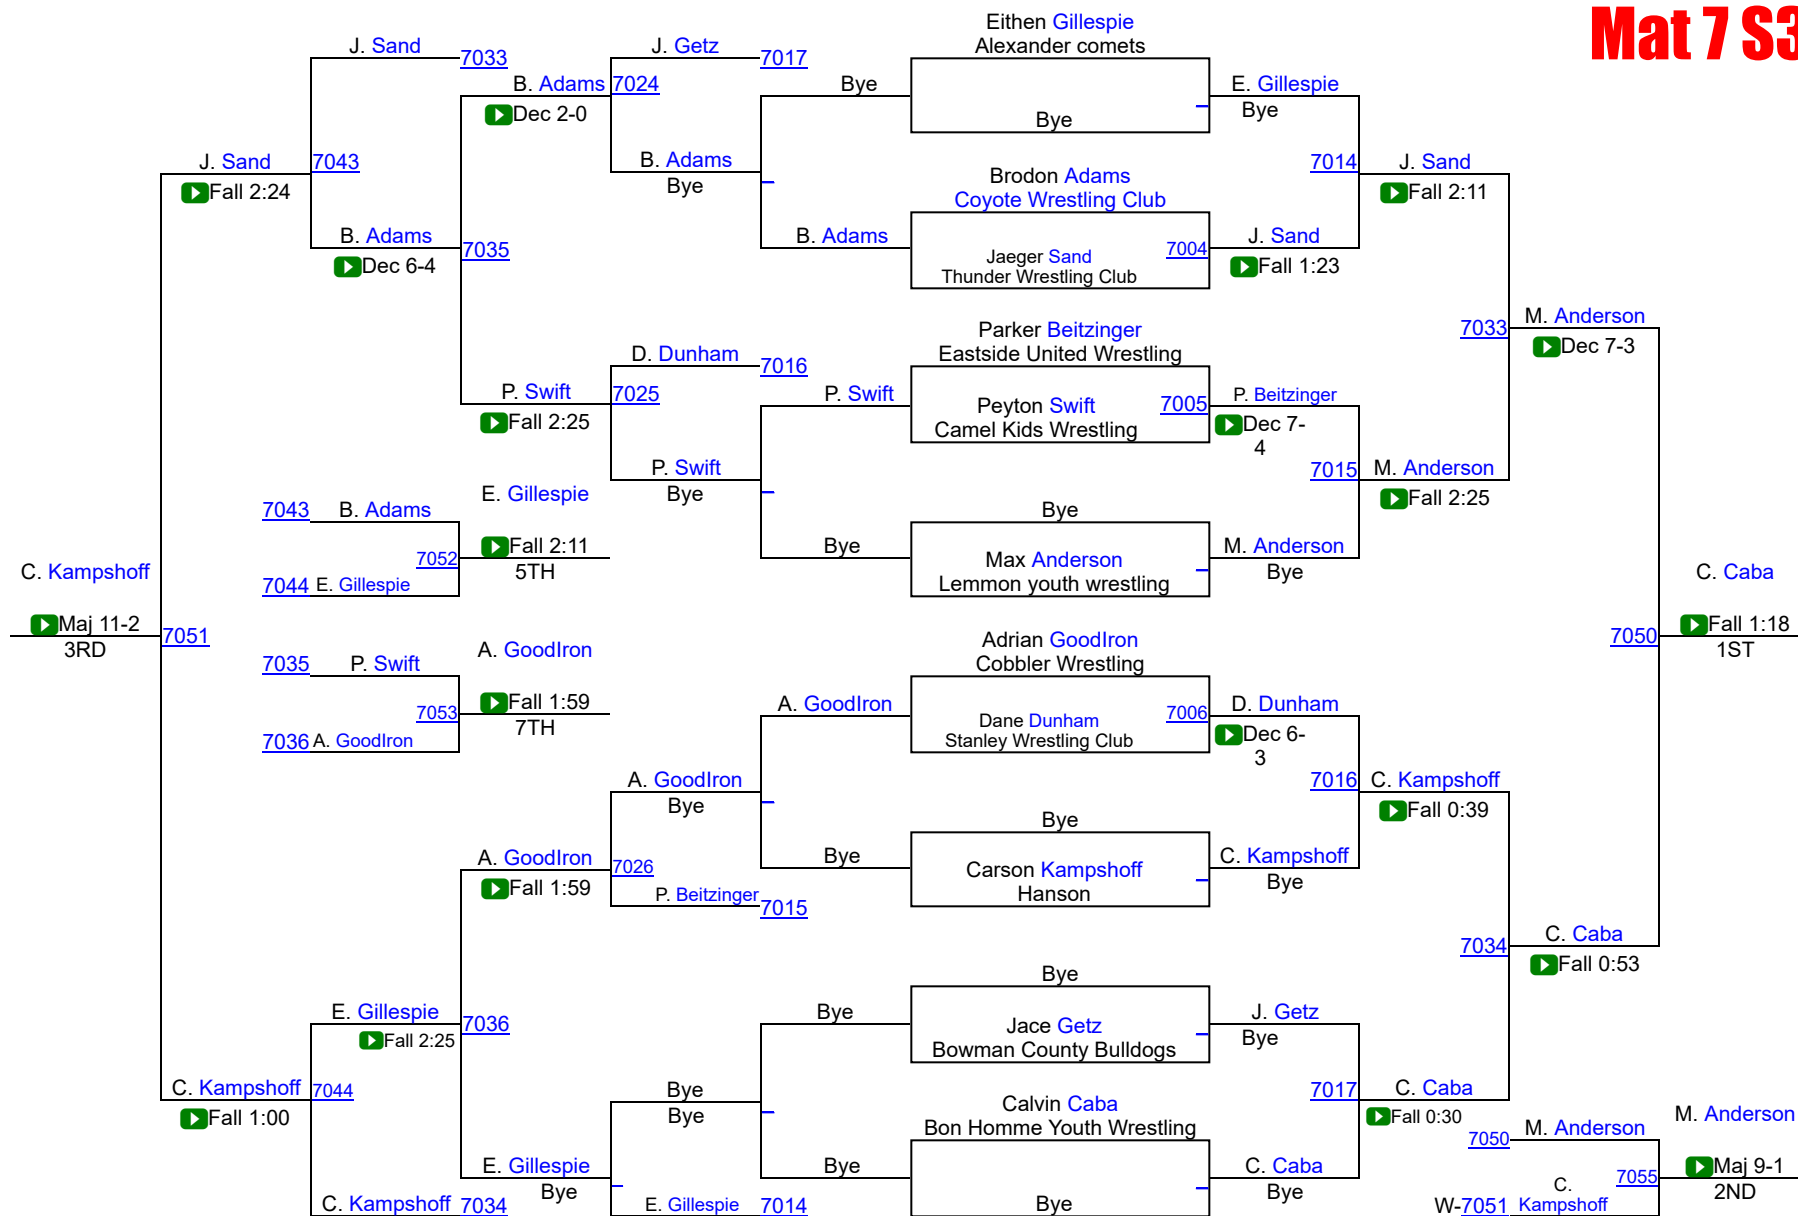 Mat 7 S3
Eithen Gillespie
J. Sand
7033
J. Getz
7017
Alexander comets
B. Adams
7024
Bye
E. Gillespie
Dec 2-0
Bye
Bye
J. Sand
7043
B. Adams
7014
J. Sand
Fall 2:24
Bye
Brodon Adams
Fall 2:11
Coyote Wrestling Club
B. Adams
7035
B. Adams
Jaeger Sand
7004
J. Sand
Dec 6-4
Thunder Wrestling Club
Fall 1:23
Parker Beitzinger
7033
M. Anderson
D. Dunham
7016
Eastside United Wrestling
Dec 7-3
P. Swift
7025
P. Swift
Peyton Swift
7005
P. Beitzinger
Fall 2:25
Camel Kids Wrestling
Dec 7-
4
P. Swift
7015
M. Anderson
E. Gillespie
Bye
Fall 2:25
7043
B. Adams
Bye
7052
Fall 2:11
Bye
Max Anderson
M. Anderson
C. Kampshoff
5TH
Bye
C. Caba
7044
E. Gillespie
Lemmon youth wrestling
Maj 11-2
7051
Adrian GoodIron
7050
Fall 1:18
3RD
A. GoodIron
Cobbler Wrestling
1ST
7035
P. Swift
7053
Fall 1:59
A. GoodIron
Dane Dunham
7006
D. Dunham
7TH
Stanley Wrestling Club
Dec 6-
3
7036
A. GoodIron
A. GoodIron
7016
C. Kampshoff
Bye
Bye
Fall 0:39
A. GoodIron
7026
Bye
Carson Kampshoff
C. Kampshoff
Fall 1:59
P. Beitzinger
7015
Hanson
Bye
7034
C. Caba
Bye
Fall 0:53
E. Gillespie
7036
Bye
Jace Getz
J. Getz
Fall 2:25
Bowman County Bulldogs
Bye
C. Kampshoff
7044
Bye
Calvin Caba
7017
C. Caba
Fall 1:00
Bye
Bon Homme Youth Wrestling
Fall 0:30
M. Anderson
7050
M. Anderson
E. Gillespie
Bye
C. Caba
7055
Maj 9-1
Bye
Bye
2ND
C. Kampshoff
7034
E. Gillespie
7014
Bye
W-7051
C.
Kampshoff